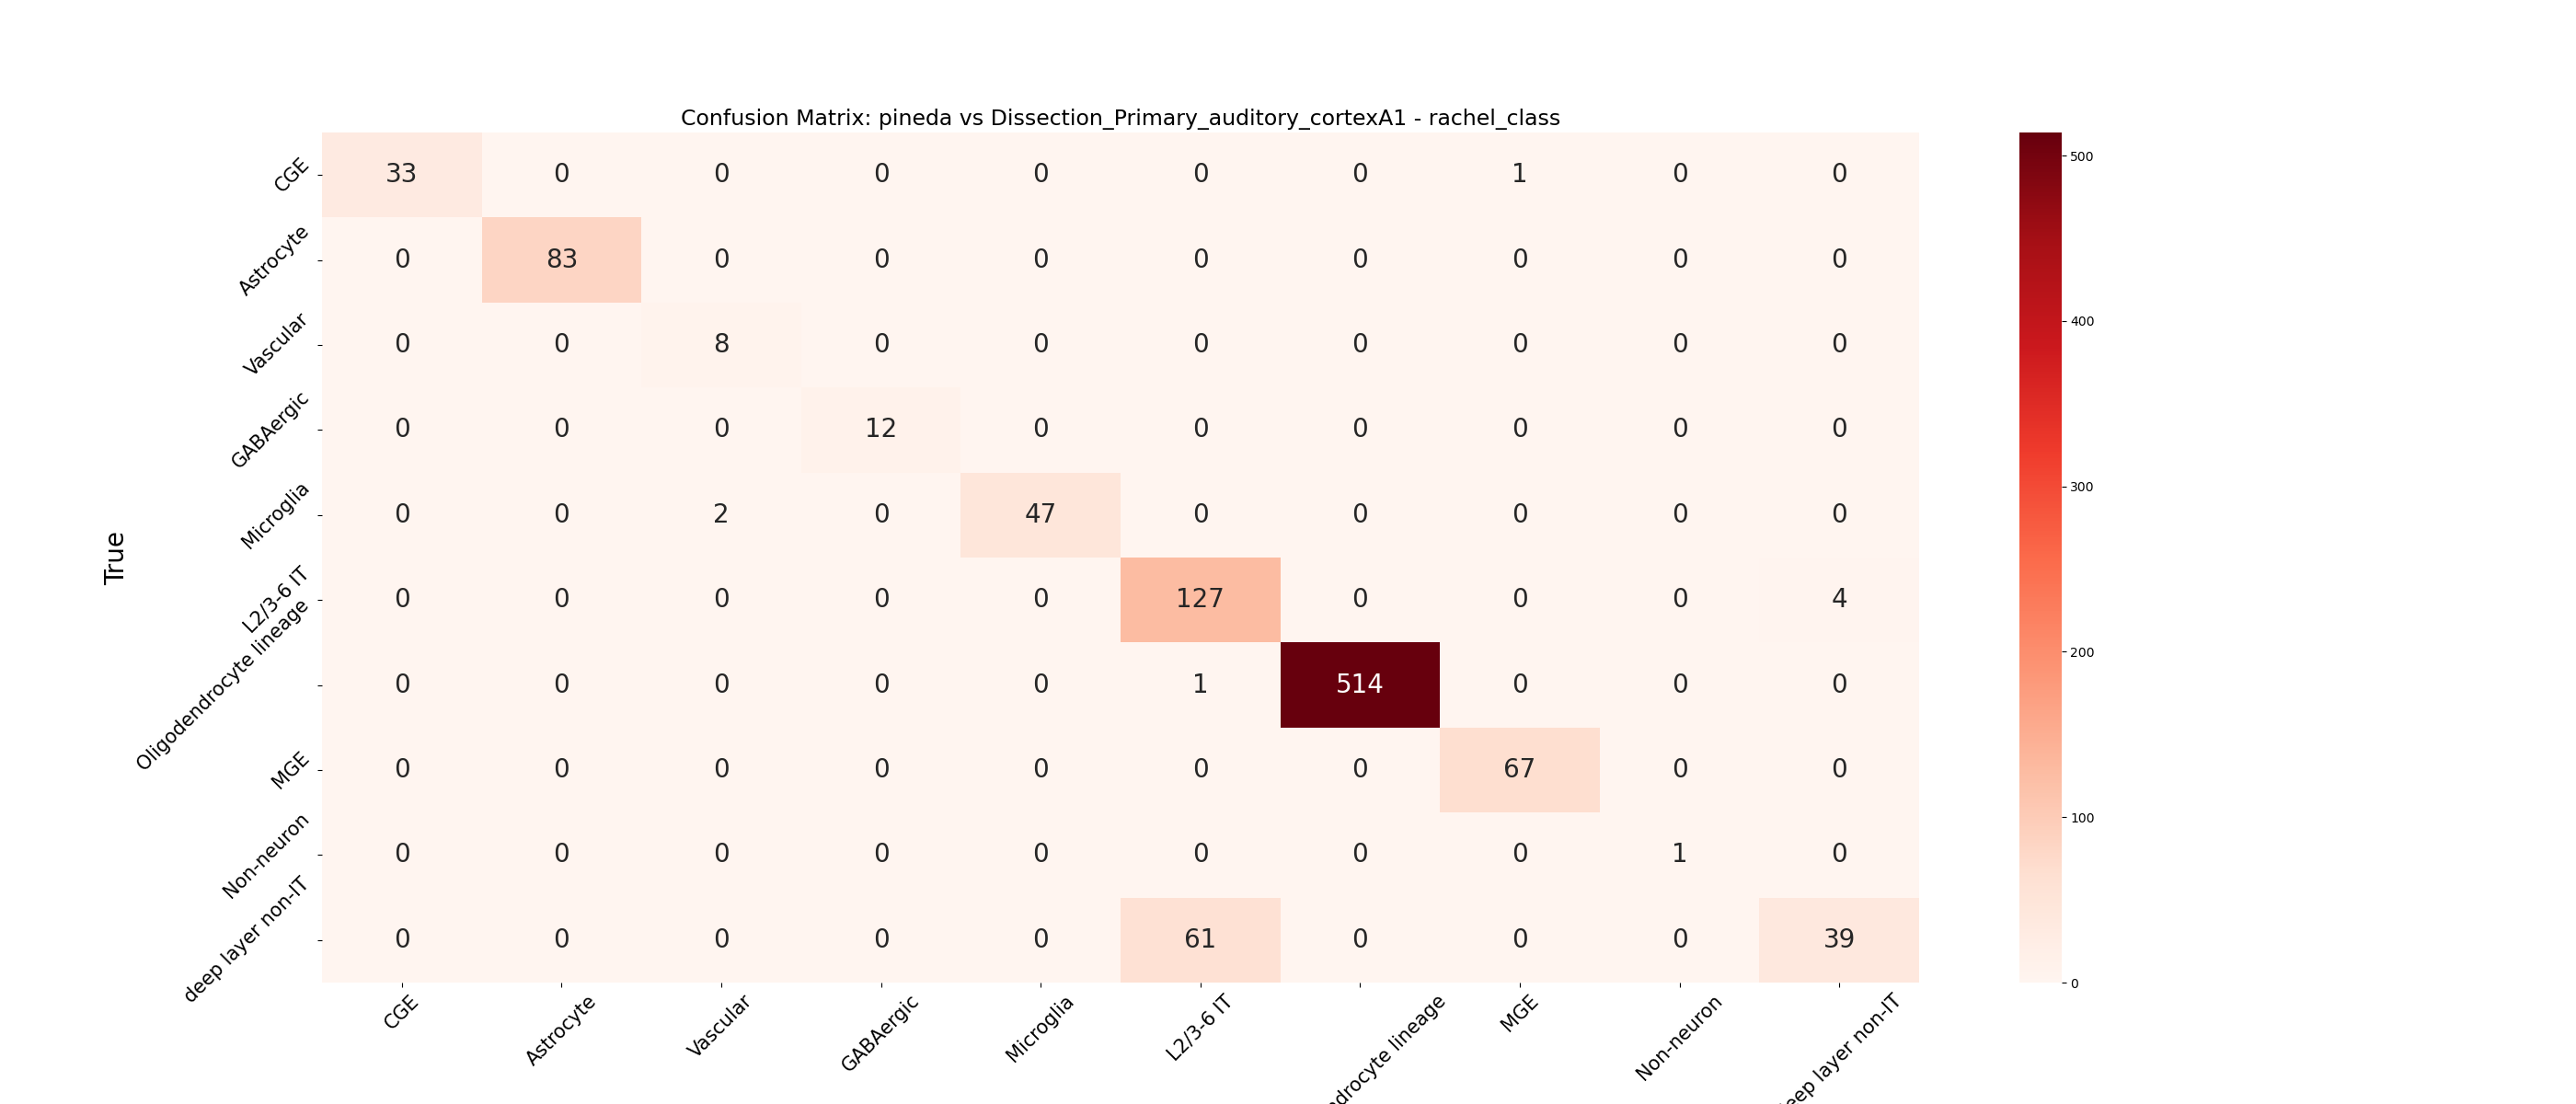 Confusion Matrix: pineda vs Dissection_Primary_auditory_cortexA1 - rachel_class
True
CGE 33 0 0 0 0 0 0 1 0 0
Astrocyte 0 83 0 0 0 0 0 0 0 0
Vascular 0 0 8 0 0 0 0 0 0 0
GABAergic 0 0 0 12 0 0 0 0 0 0
Microglia 0 0 2 0 47 0 0 0 0 0
L2/3-6 IT 0 0 0 0 0 127 0 0 0 4
Oligodendrocyte lineage 0 0 0 0 0 1 514 0 0 0
MGE 0 0 0 0 0 0 0 67 0 0
Non-neuron 0 0 0 0 0 0 0 0 1 0
deep layer non-IT 0 0 0 0 0 61 0 0 0 39
CGE
Astrocyte
Vascular
GABAergic
Microglia
L2/3-6 IT
ndrocyte lineage
MGE
Non-neuron
eep layer non-IT
500
400
300
200
100
0